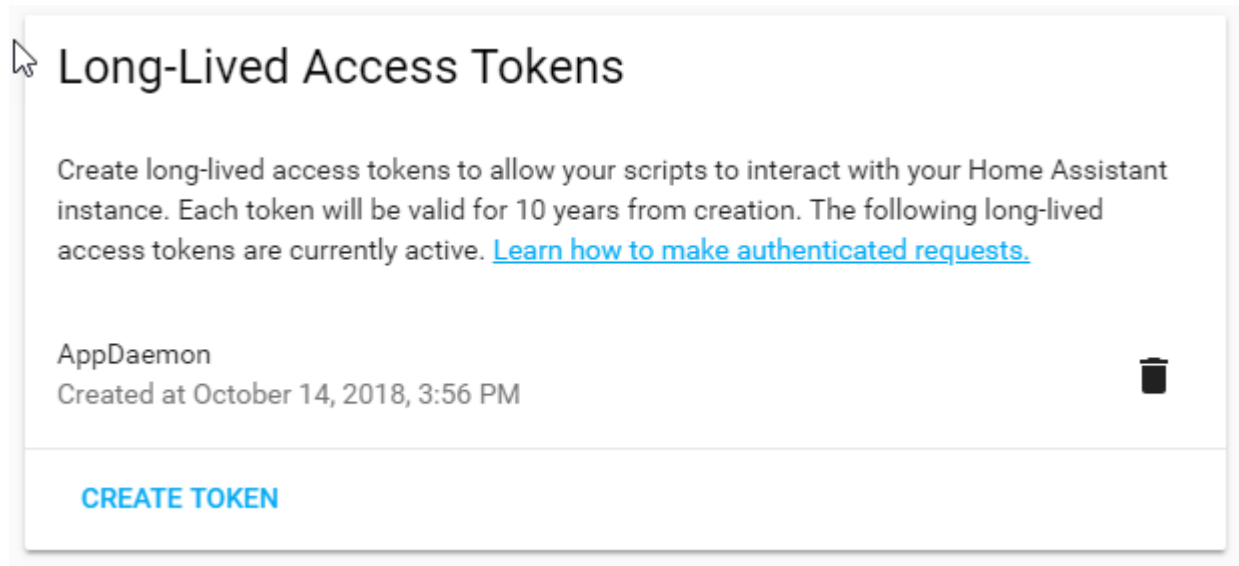 Long-Lived Access Tokens
Create long-lived access tokens to allow your scripts to interact with your Home Assistant
instance. Each token will be valid for 10 years from creation. The following long-lived
access tokens are currently active. Learn how to make authenticated requests.
AppDaemon
Created at October 14, 2018, 3:56 PM
CREATE TOKEN